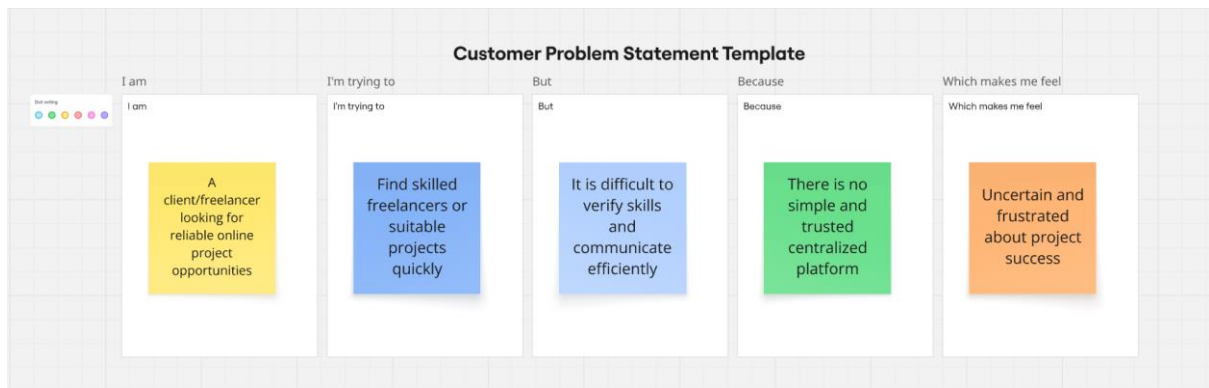 Customer Problem Statement Template
I am
I'm trying to
But
Because
Which makes me feel
Dot voting
I am
I'm trying to
But
Because
Which makes me feel
A
client/freelancer
looking for
reliable online
project
opportunities
Find skilled
freelancers or
suitable
projects
quickly
It is difficult to
verify skills
and
communicate
efficiently
There is no
simple and
trusted
centralized
platform
Uncertain and
frustrated
about project
success